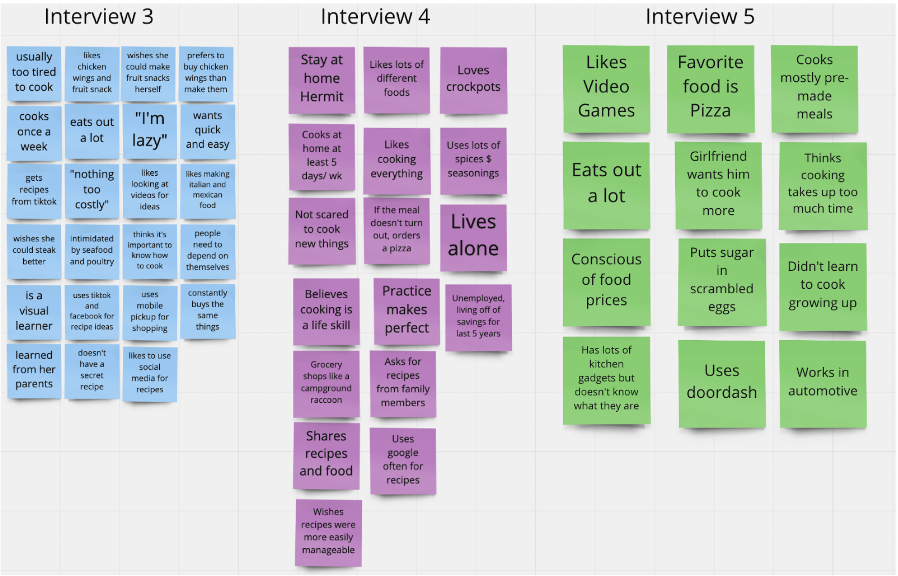 Interview 3
usually
too tired
to cook
likes
chicken
wings and
fruit snack
wishes she
could make
fruit snacks
herself
prefers to
buy chicken
wings than
make them
cooks
once a
week
eats out
a lot
"I'm
lazy"
wants
quick
and easy
gets
recipes
from tiktok
"nothing
too
costly"
likes
looking at
videos for
ideas
likes making
italian and
mexican
food
wishes she
could steak
better
intimidated
by seafood
and poultry
thinks it's
important to
know how
to cook
people
need to
depend on
themselves
is a
visual
learner
uses tiktok
and
facebook for
recipe ideas
uses
mobile
pickup for
shopping
constantly
buys the
same
things
learned
from her
parents
doesn't
have a
secret
recipe
likes to use
social
media for
recipes
Interview 4
Stay at
home
Hermit
Likes lots of
different
foods
Loves
crockpots
Cooks at
home at
least 5
days/ wk
Likes
cooking
everything
Uses lots of
spices $
seasonings
Not scared
to cook
new things
If the meal
doesn't turn
out, orders
a pizza
Lives
alone
Believes
cooking is
a life skill
Practice
makes
perfect
Unemployed,
living off of
savings for
last 5 years
Grocery
shops like a
campground
raccoon
Asks for
recipes
from family
members
Shares
recipes
and food
Uses
google
often for
recipes
Wishes
recipes were
more easily
manageable
Interview 5
Likes
Video
Games
Favorite
food is
Pizza
Cooks
mostly pre-
made
meals
Eats out
a lot
Girlfriend
wants him
to cook
more
Thinks
cooking
takes up too
much time
Conscious
of food
prices
Puts sugar
in
scrambled
eggs
Didn't learn
to cook
growing up
Has lots of
kitchen
gadgets but
doesn't know
what they are
Uses
doordash
Works in
automotive